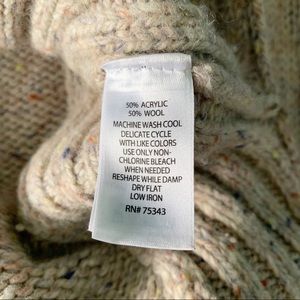 50% ACRYLIC
50% WOOL
MACHINE WASH COOL
DELICATE CYCLE
WITH LIKE COLORS
USE ONLY NON-
CHLORINE BLEACH
WHEN NEEDED
RESHAPE WHILE DAMP
DRY FLAT
LOW IRON
RN# 75343